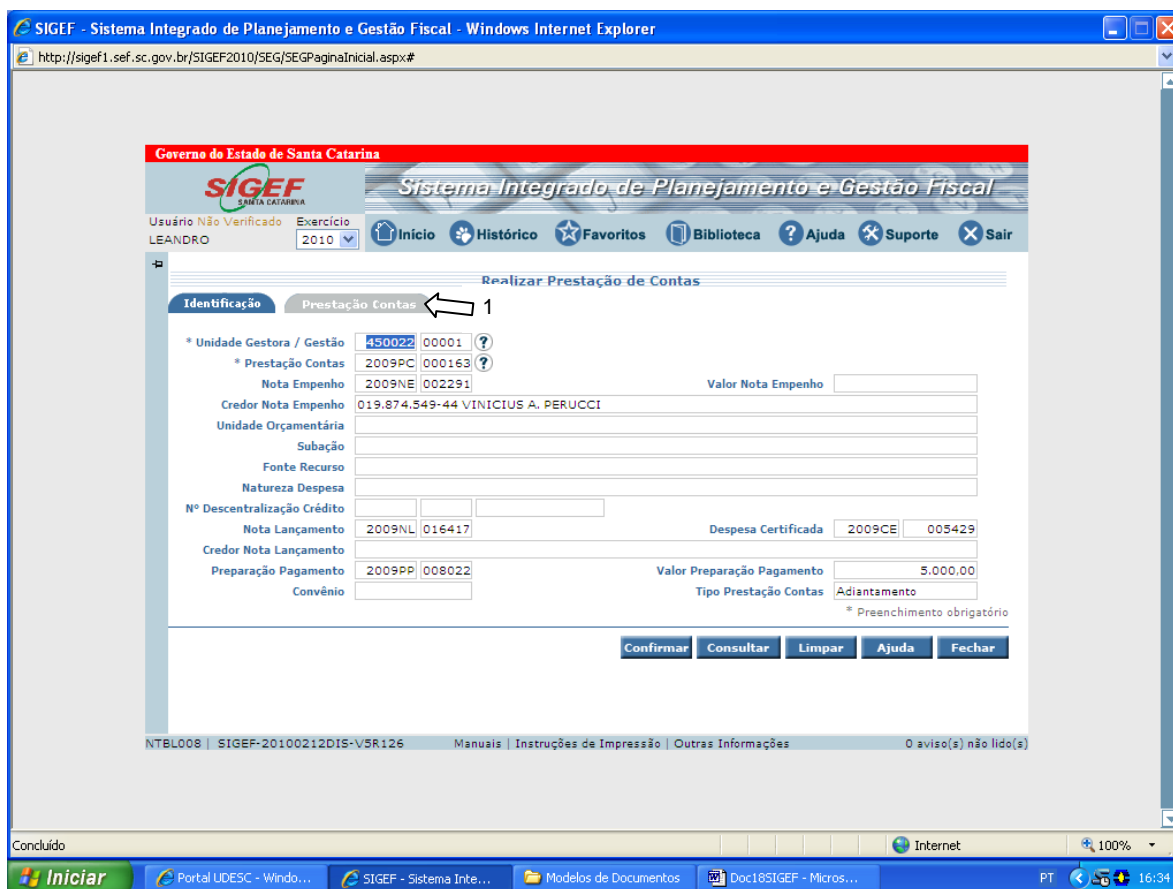 SIGEF - Sistema Integrado de Planejamento e Gestão Fiscal - Windows Internet Explorer
http://sigef1.sef.sc.gov.br/SIGEF2010/SEG/SEGPaginaInicial.aspx#
Governo do Estado de Santa Catarina
SIGEF
SANTA CATARINA
Sistema Integrado de Planejamento e Gestão Fiscal
Usuário Não Verificado Exercício
LEANDRO 2010 Início Histórico Favoritos Biblioteca ? Ajuda Suporte Sair
Realizar Prestação de Contas
Identificação Prestação Contas 1
* Unidade Gestora / Gestão 450022 00001 ?
* Prestação Contas 2009PC 000163 ?
Nota Empenho 2009NE 002291 Valor Nota Empenho
Credor Nota Empenho 019.874.549-44 VINICIUS A. PERUCCI
Unidade Orçamentária
Subação
Fonte Recurso
Natureza Despesa
Nº Descentralização Crédito
Nota Lançamento 2009NL 016417 Despesa Certificada 2009CE 005429
Credor Nota Lançamento
Preparação Pagamento 2009PP 008022 Valor Preparação Pagamento 5.000,00
Convênio Tipo Prestação Contas Adiantamento
* Preenchimento obrigatório
Confirmar Consultar Limpar Ajuda Fechar
NTBL008 | SIGEF-20100212DIS-V5R126 Manuais | Instruções de Impressão | Outras Informações 0 aviso(s) não lido(s)
Concluído Internet 100%
Iniciar Portal UDESC - Windo... SIGEF - Sistema Inte... Modelos de Documentos Doc18SIGEF - Micros... PT 16:34